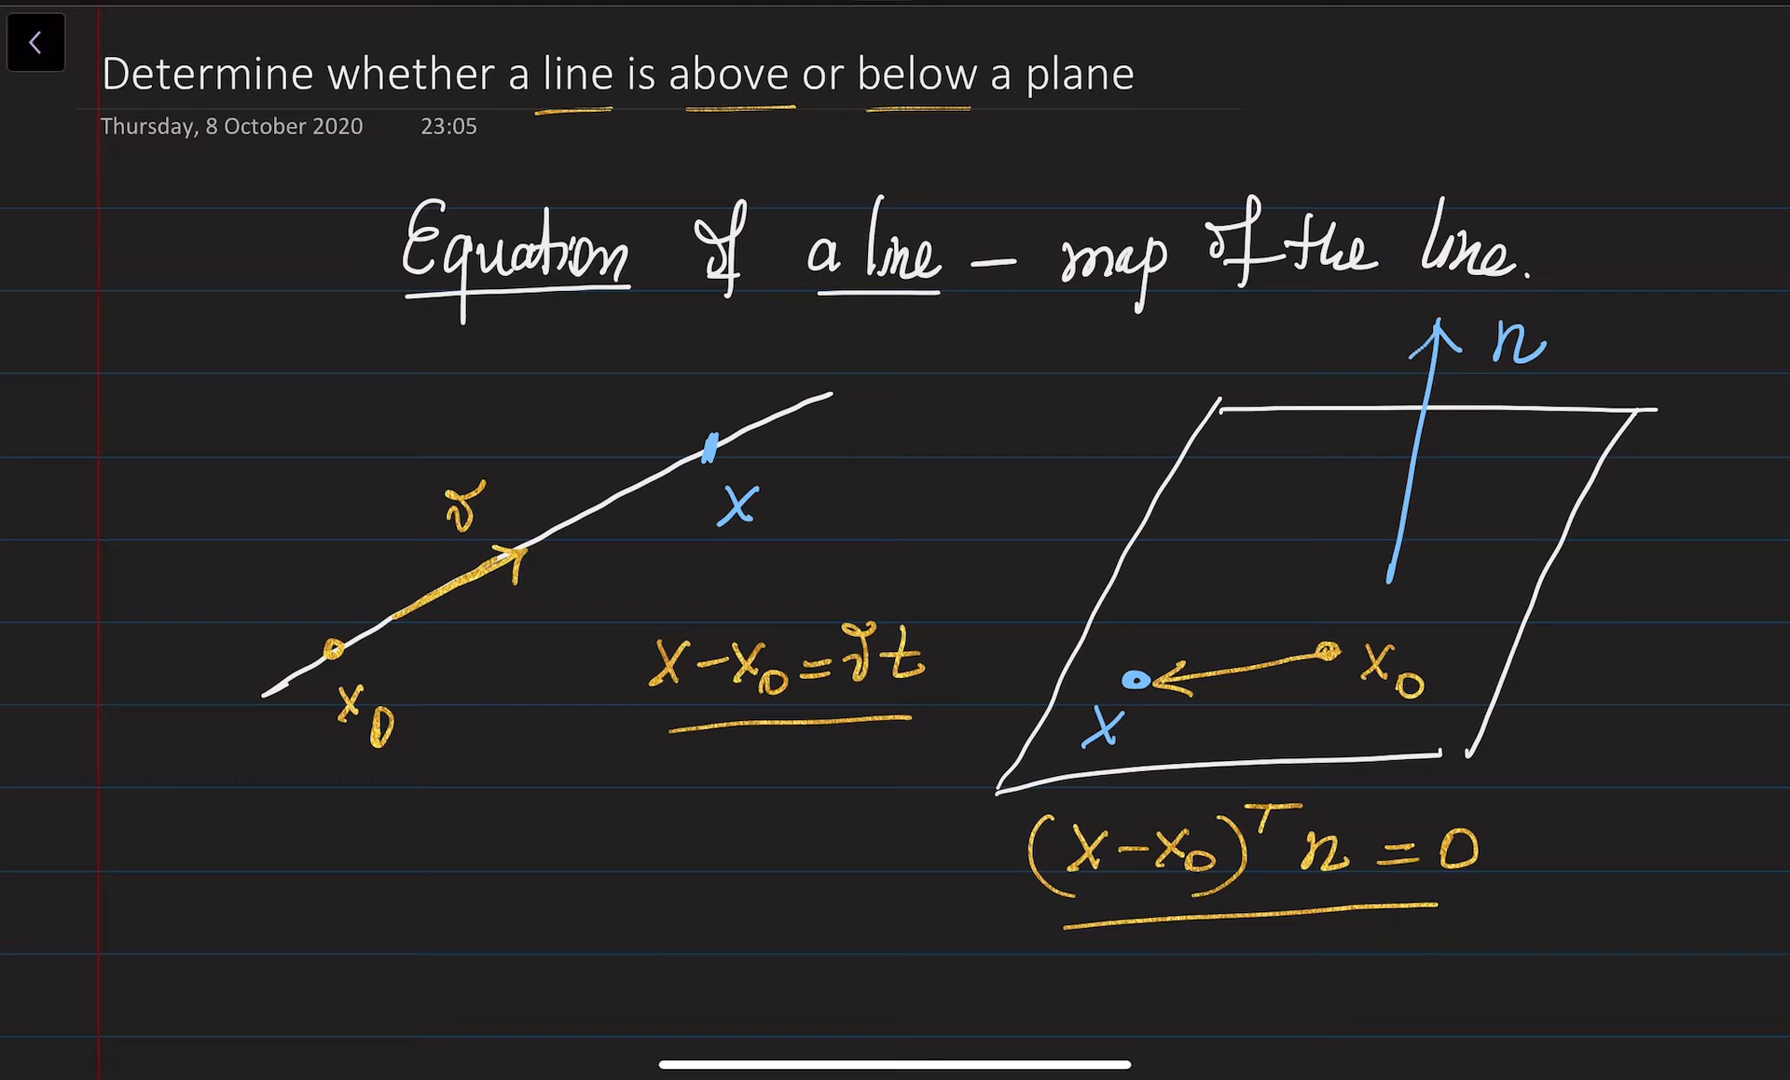 Determine whether a line is above or below a plane
Thursday, 8 October 2020 23:05
Equation of a line – map of the line.
n
v
x
x0
x-x0=vt
x0
x
(x-x0)ᵀn=0